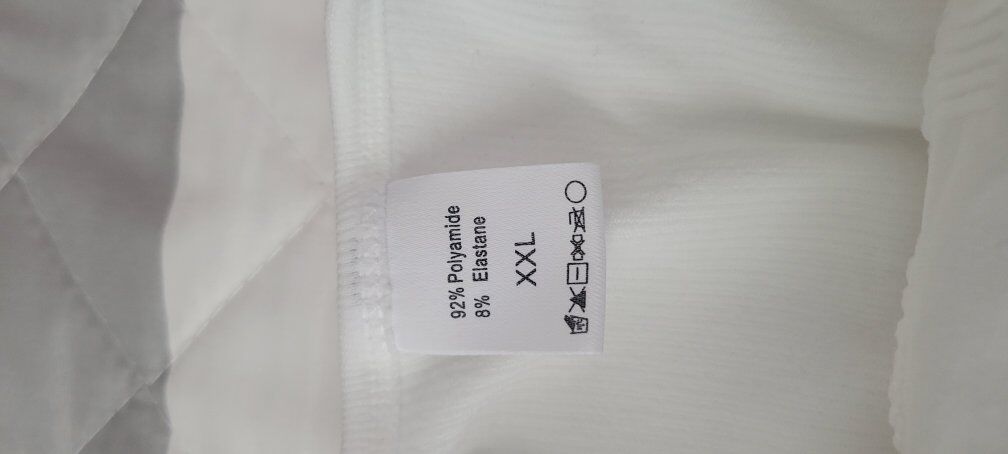 92% Polyamide
8% Elastane
XXL